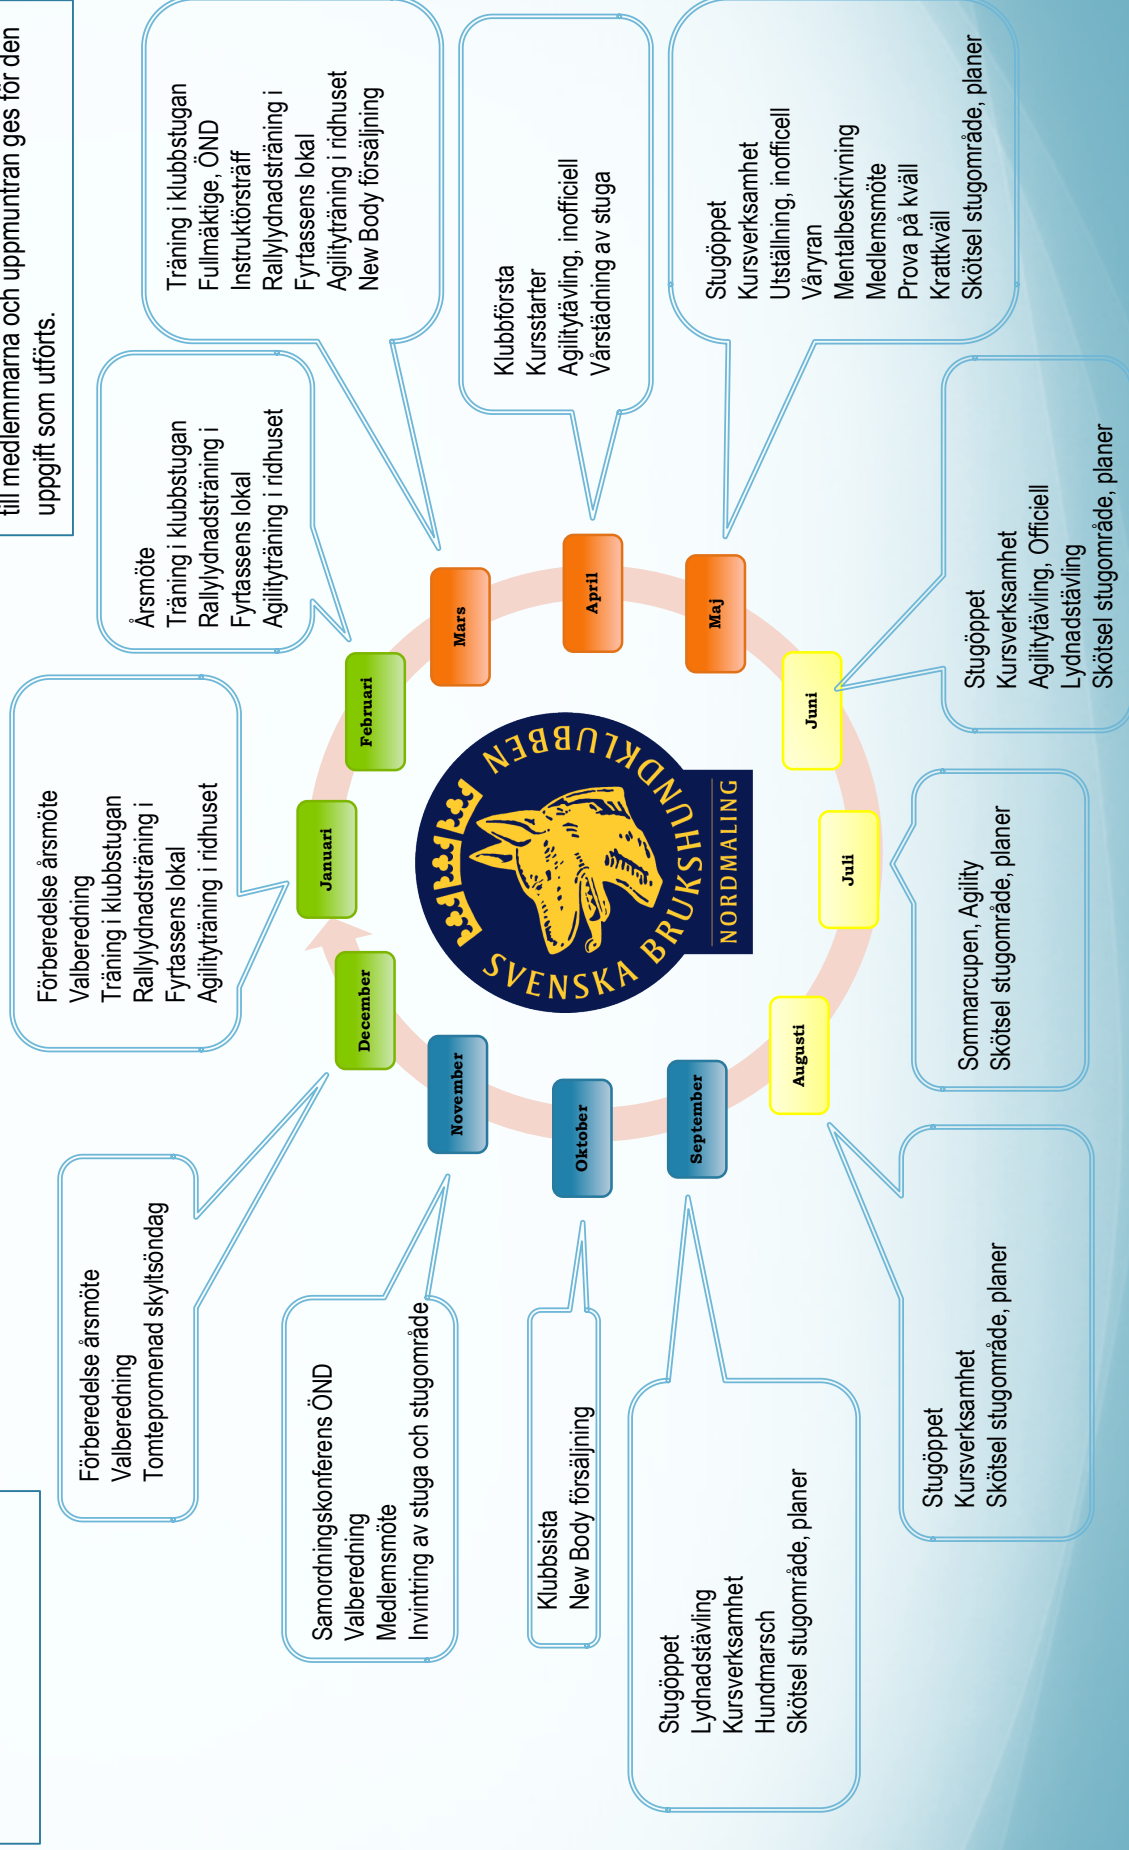 till medlemmarna och uppmuntran ges för den
uppgift som utförts.
Förberedelse årsmöte
Valberedning
Träning i klubbstugan
Rallylydnadsträning i
Fyrtassens lokal
Agilityträning i ridhuset
Årsmöte
Träning i klubbstugan
Rallylydnadsträning i
Fyrtassens lokal
Agilityträning i ridhuset
Träning i klubbstugan
Fullmäktige, ÖND
Instruktörsträff
Rallylydnadsträning i
Fyrtassens lokal
Agilityträning i ridhuset
New Body försäljning
Klubbförsta
Kursstarter
Agilitytävling, inofficiell
Vårstädning av stuga
Stugöppet
Kursverksamhet
Utställning, inofficell
Våryran
Mentalbeskrivning
Medlemsmöte
Prova på kväll
Krattkväll
Skötsel stugområde, planer
Stugöppet
Kursverksamhet
Agilitytävling, Officiell
Lydnadstävling
Skötsel stugområde, planer
Sommarcupen, Agility
Skötsel stugområde, planer
Stugöppet
Kursverksamhet
Skötsel stugområde, planer
Stugöppet
Lydnadstävling
Kursverksamhet
Hundmarsch
Skötsel stugområde, planer
Klubbsista
New Body försäljning
Samordningskonferens ÖND
Valberedning
Medlemsmöte
Invintring av stuga och stugområde
Förberedelse årsmöte
Valberedning
Tomtepromenad skyltsöndag
Januari
Februari
Mars
April
Maj
Juni
Juli
Augusti
September
Oktober
November
December
SVENSKA BRUKSHUNDKLUBBEN
NORDMALING